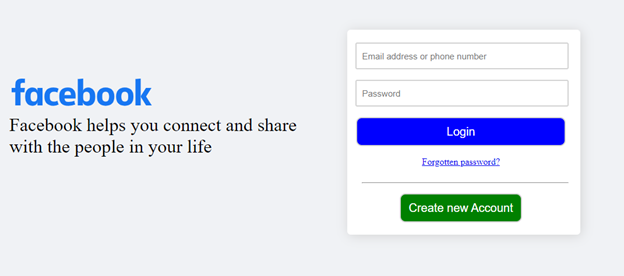 facebook
Facebook helps you connect and share
with the people in your life
Email address or phone number
Password
Login
Forgotten password?
Create new Account